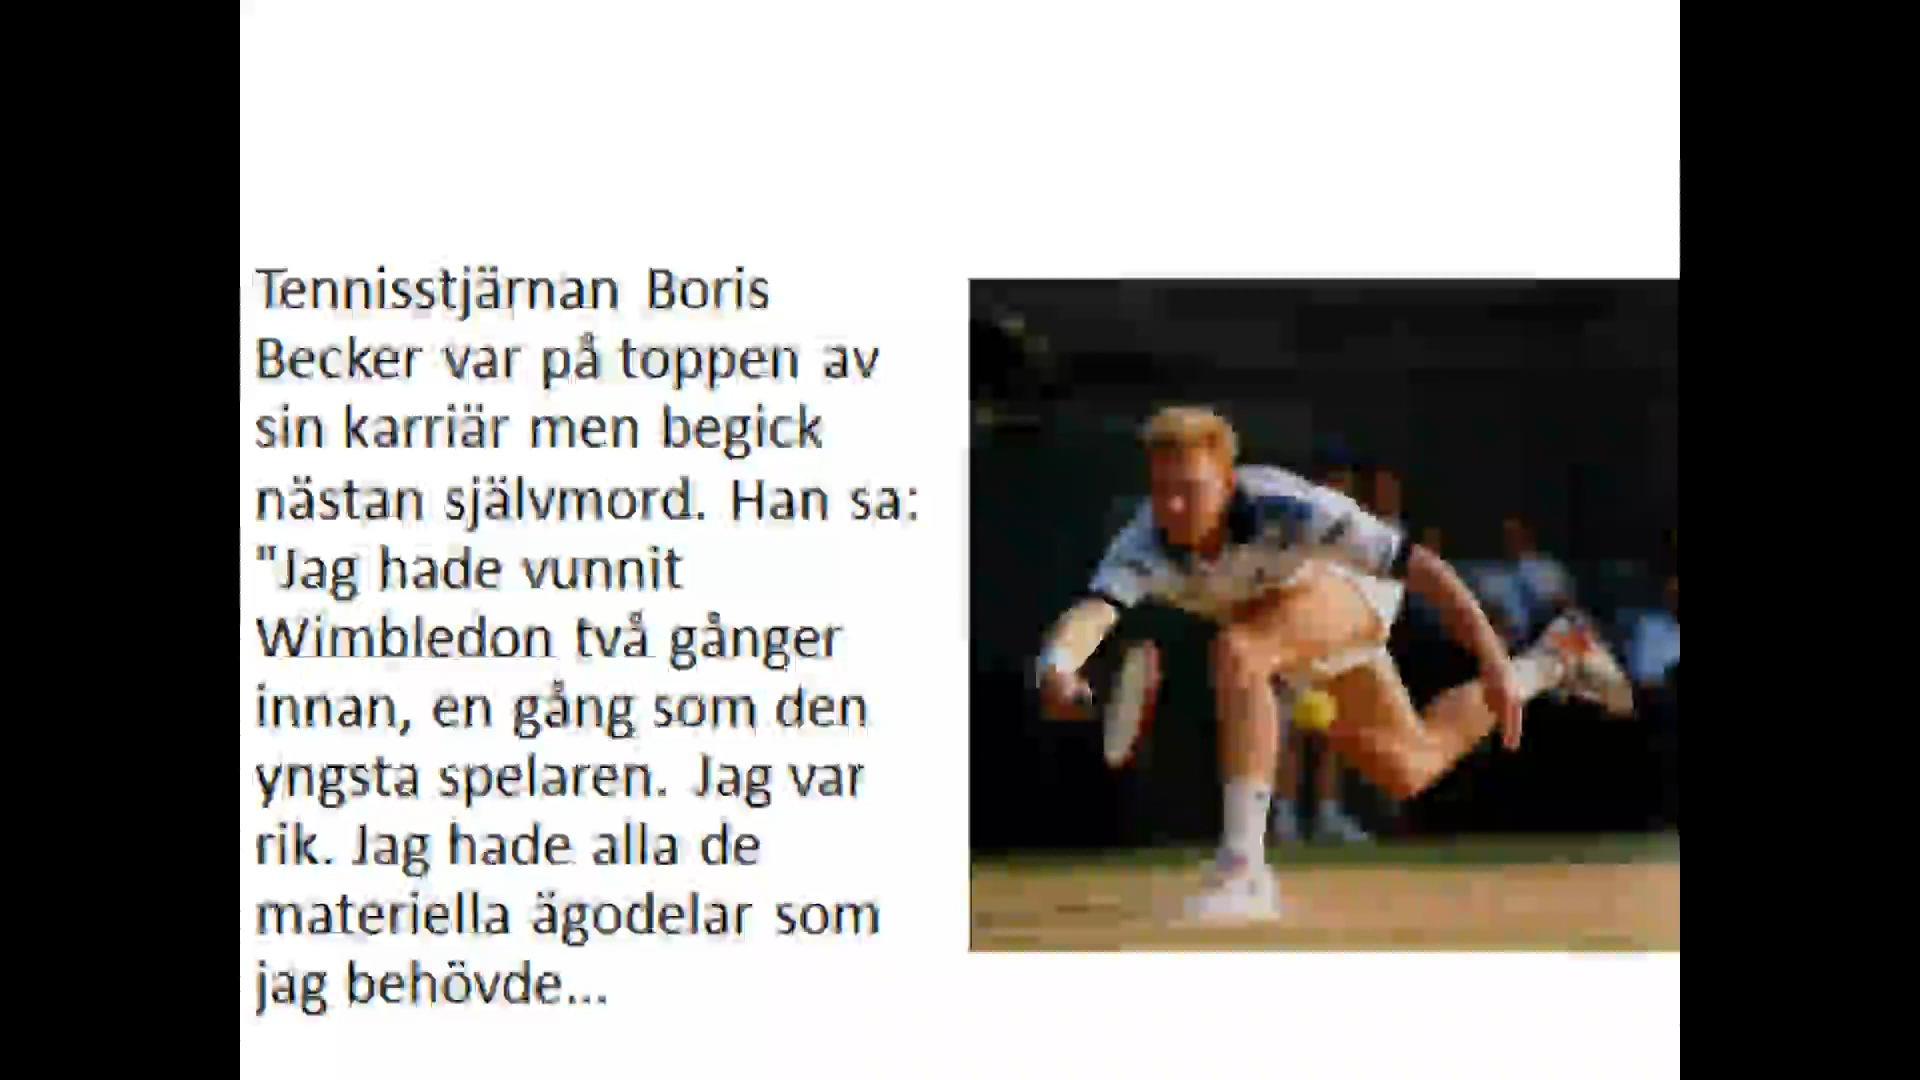 Tennisstjärnan Boris
Becker var på toppen av
sin karriär men begick
nästan självmord. Han sa:
"Jag hade vunnit
Wimbledon två gånger
innan, en gång som den
yngsta spelaren. Jag var
rik. Jag hade alla de
materiella ägodelar som
jag behövde...